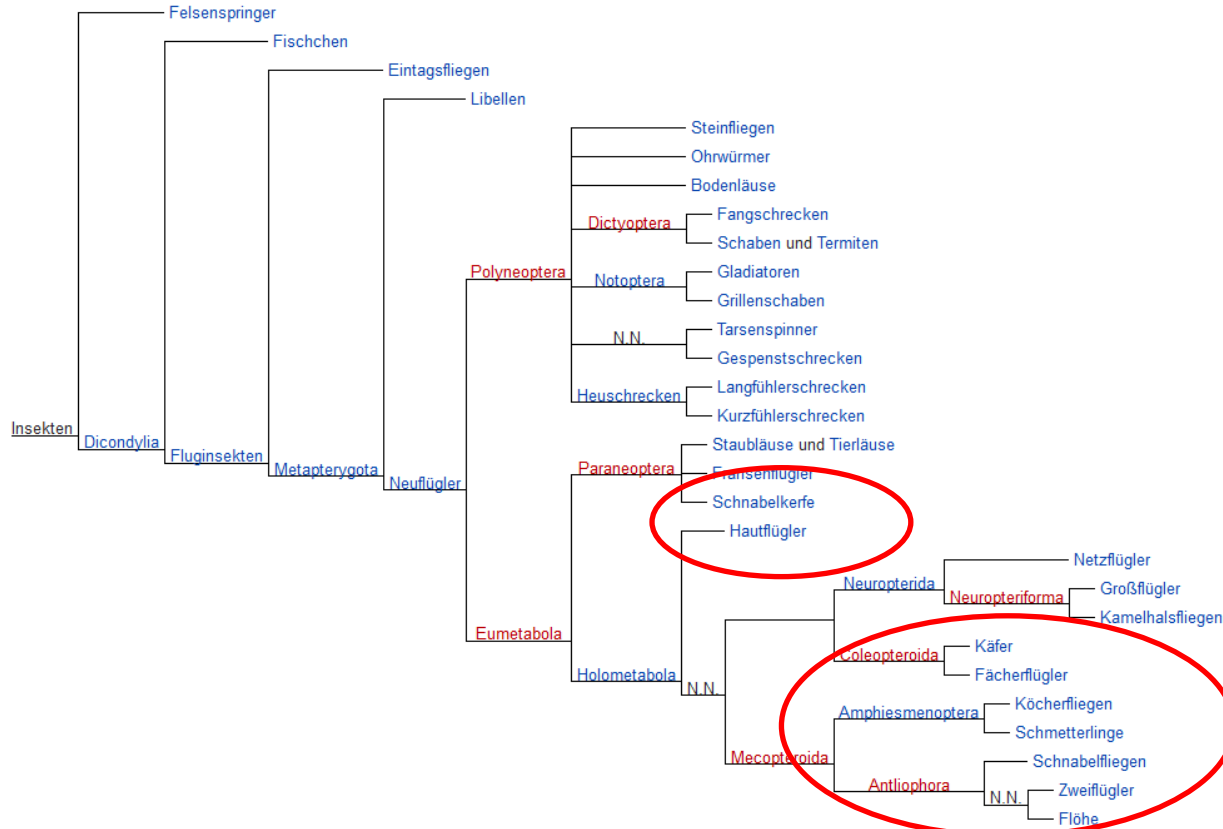 Felsenspringer
Fischchen
Eintagsfliegen
Libellen
Steinfliegen
Ohrwürmer
Bodenläuse
Fangschrecken
Dictyoptera
Schaben und Termiten
Gladiatoren
Polyneoptera
Notoptera
Grillenschaben
Tarsenspinner
N.N.
Gespenstschrecken
Langfühlerschrecken
Heuschrecken
Kurzfühlerschrecken
Insekten
Dicondylia
Staubläuse und Tierläuse
Fluginsekten
Metapterygota
Paraneoptera
Fransenflügler
Neuflügler
Schnabelkerfe
Hautflügler
Netzflügler
Neuropterida
Großflügler
Neuropteriforma
Kamelhalsfliegen
Eumetabola
Käfer
Coleopteroida
Fächerflügler
Holometabola
N.N.
Köcherfliegen
Amphiesmenoptera
Schmetterlinge
Mecopteroida
Schnabelfliegen
Antliophora
Zweiflügler
N.N.
Flöhe